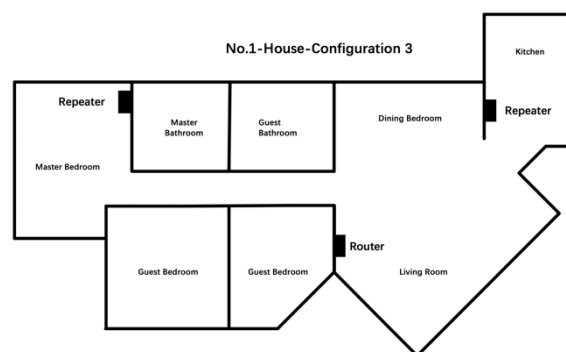 No.1-House-Configuration 3
Kitchen
Repeater
Master
Bathroom
Guest
Bathroom
Dining Bedroom
Repeater
Master Bedroom
Router
Guest Bedroom
Guest Bedroom
Living Room